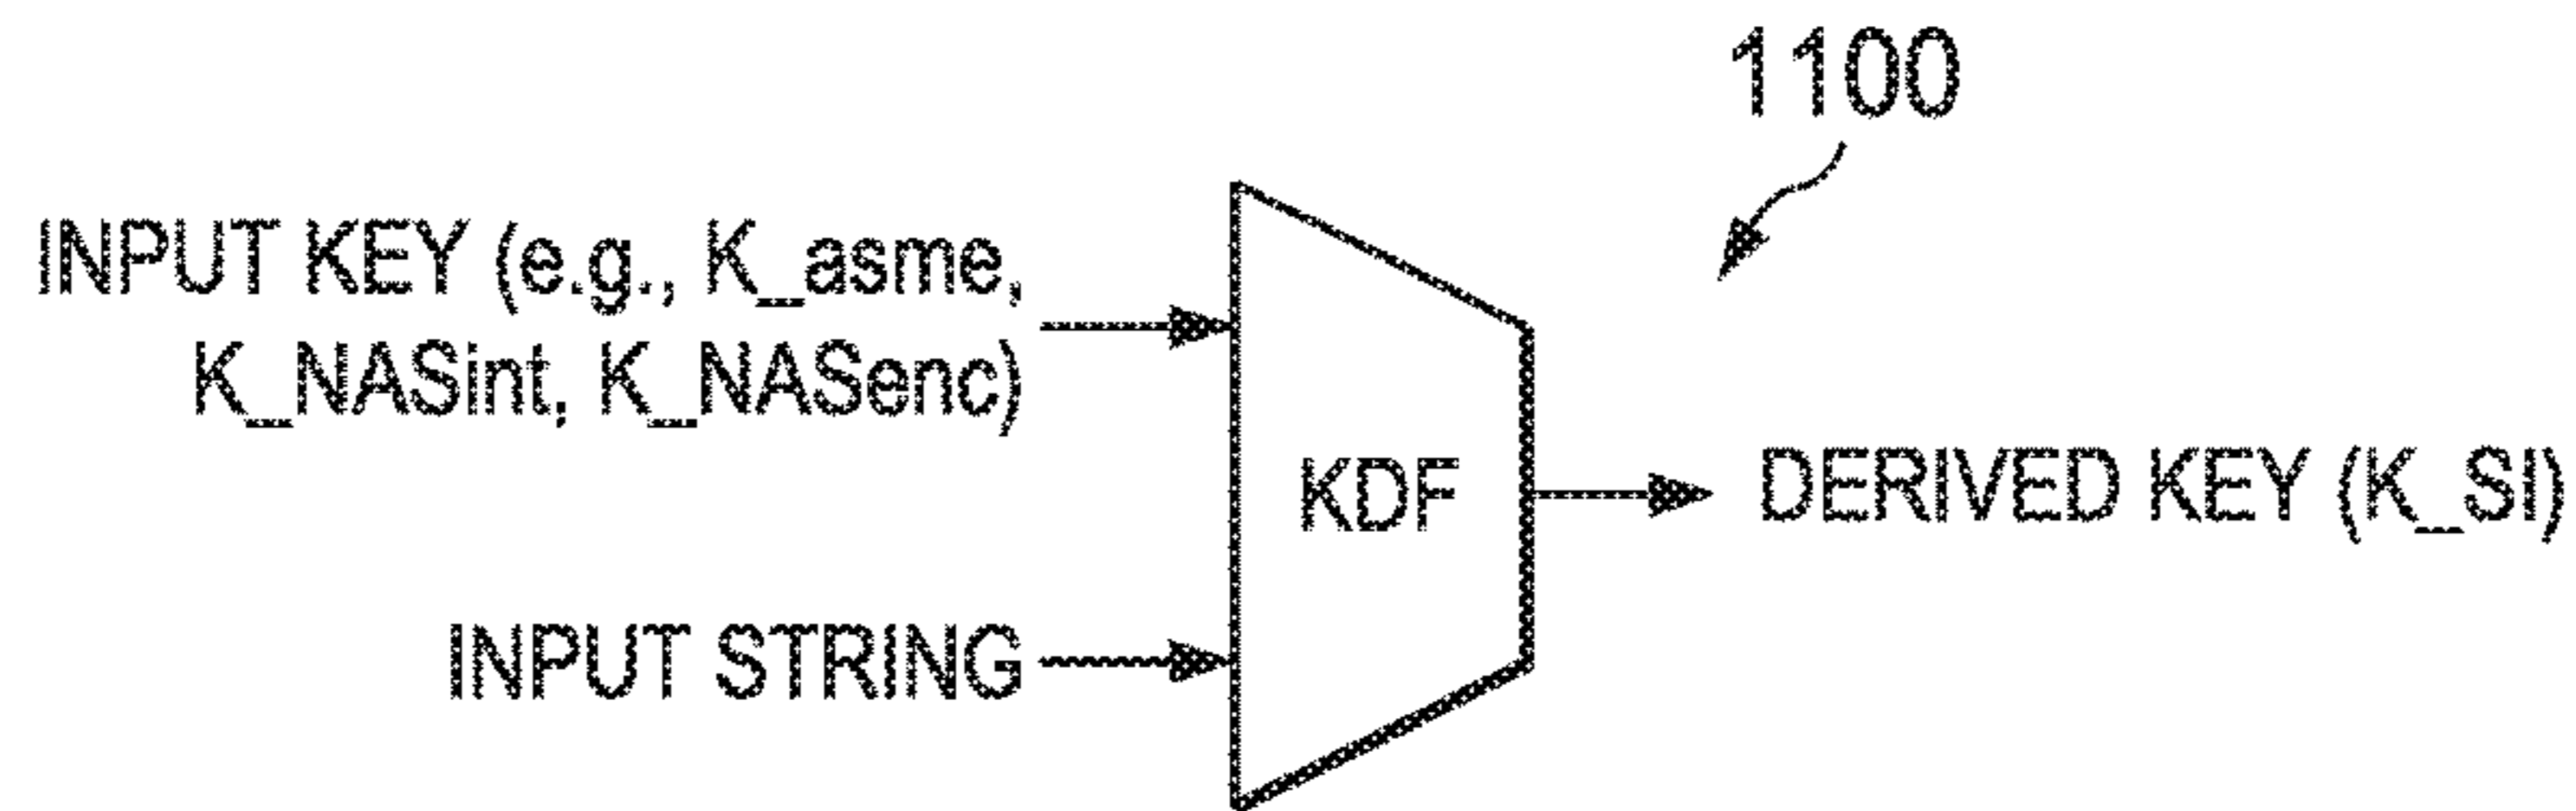 1100
INPUT KEY (e.g., K_asme,
K_NASint, K_NASenc)
KDF
DERIVED KEY (K_SI)
INPUT STRING